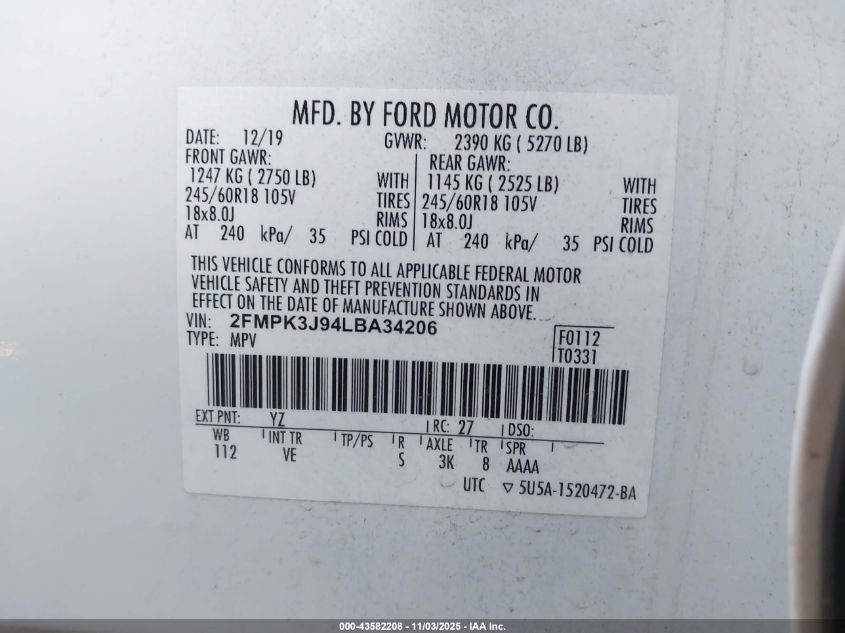 MFD. BY FORD MOTOR CO.
DATE: 12/19 GVWR: 2390 KG ( 5270 LB)
FRONT GAWR: REAR GAWR:
1247 KG ( 2750 LB) WITH 1145 KG ( 2525 LB) WITH
245/60R18 105V TIRES 245/60R18 105V TIRES
18x8.0J RIMS 18x8.0J RIMS
AT 240 kPa/ 35 PSI COLD AT 240 kPa/ 35 PSI COLD
THIS VEHICLE CONFORMS TO ALL APPLICABLE FEDERAL MOTOR
VEHICLE SAFETY AND THEFT PREVENTION STANDARDS IN
EFFECT ON THE DATE OF MANUFACTURE SHOWN ABOVE.
VIN: 2FMPK3J94LBA34206
TYPE: MPV
F0112
T0331
EXT PNT: YZ RC: 27 DSO:
WB INT TR TP/PS R AXLE TR SPR
112 VE S 3K 8 AAAA
UTC ▽ 5U5A-1520472-BA
000-43582208 - 11/03/2025 - IAA Inc.